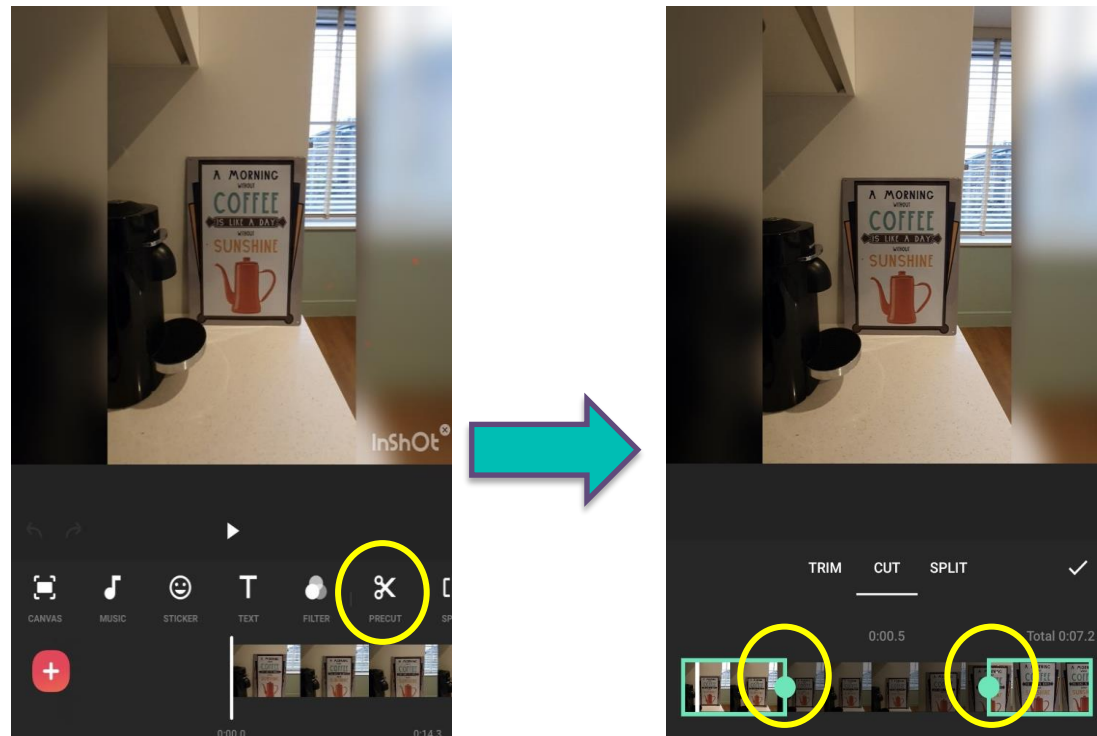 A MORNING
WITHOUT
COFFEE
IS LIKE A DAY
WITHOUT
SUNSHINE
InShOt
CANVAS
MUSIC
STICKER
T
TEXT
FILTER
PRECUT
SP
0:00.0
0:14.3
A MORNING
WITHOUT
COFFEE
IS LIKE A DAY
WITHOUT
SUNSHINE
TRIM CUT SPLIT
0:00.5
Total 0:07.2